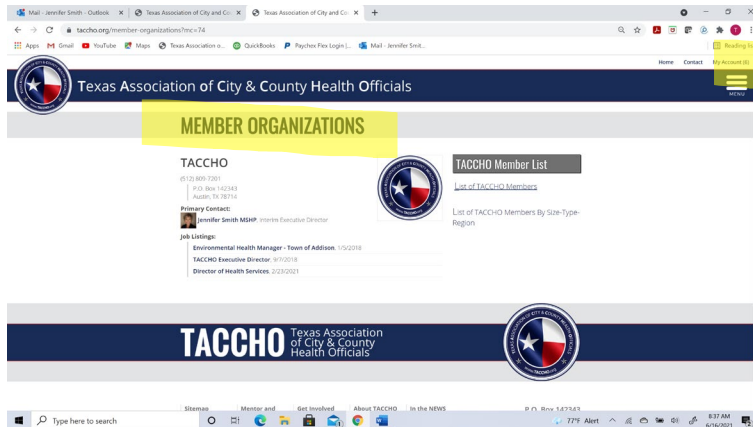 Mail - Jennifer Smith - Outlook
Texas Association of City and Co
Texas Association of City and Co
taccho.org/member-organizations?mc=74
Apps
Gmail
YouTube
Maps
Texas Association o...
QuickBooks
Paychex Flex Login |...
Mail - Jennifer Smit...
Reading list
Home Contact My Account
Texas Association of City & County Health Officials
MENU
MEMBER ORGANIZATIONS
TACCHO
(512) 809-7201
P.O. Box 142343
Austin, TX 78714
Primary Contact:
Jennifer Smith MSHP, Interim Executive Director
Job Listings:
Environmental Health Manager - Town of Addison, 1/5/2018
TACCHO Executive Director, 9/7/2018
Director of Health Services, 2/23/2021
TACCHO Member List
List of TACCHO Members
List of TACCHO Members By Size-Type-
Region
TACCHO
Texas Association
of City & County
Health Officials
Sitemap
Mentor and
Get Involved
About TACCHO
In the NEWS
P.O. Box 142343
Type here to search
77°F Alert
8:37 AM
6/16/2021